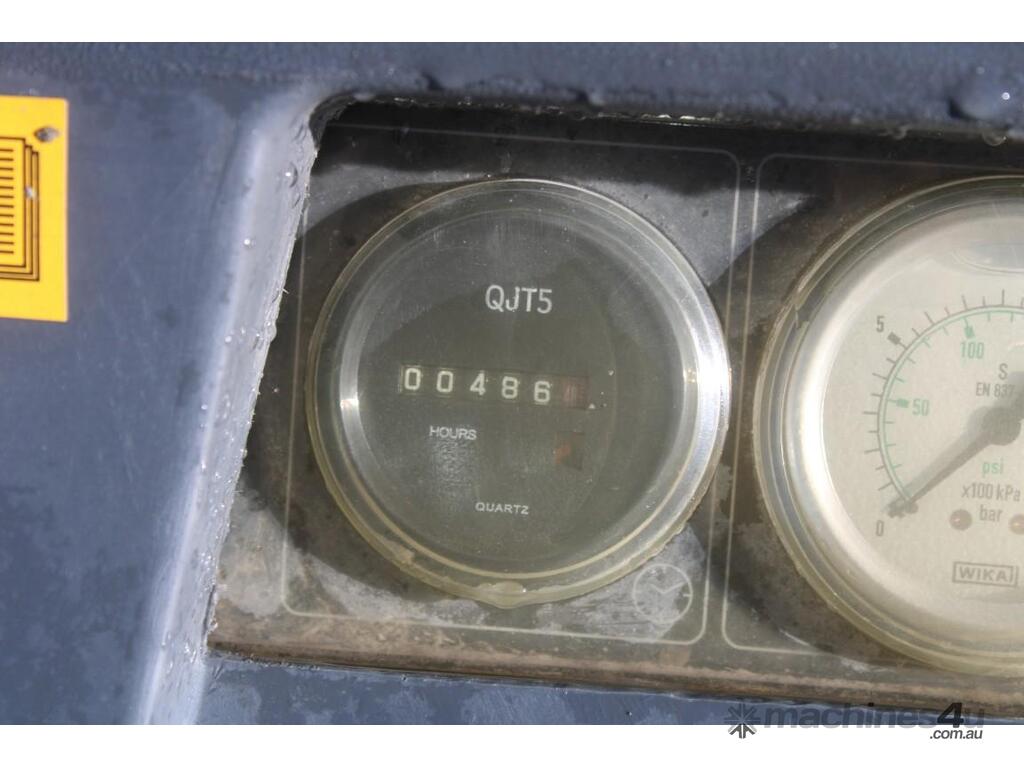 QJT5
00486
HOURS
QUARTZ
5
100
50
0
S
EN 837
psi
x100 kPa
bar
WIKA
machines4u
.com.au